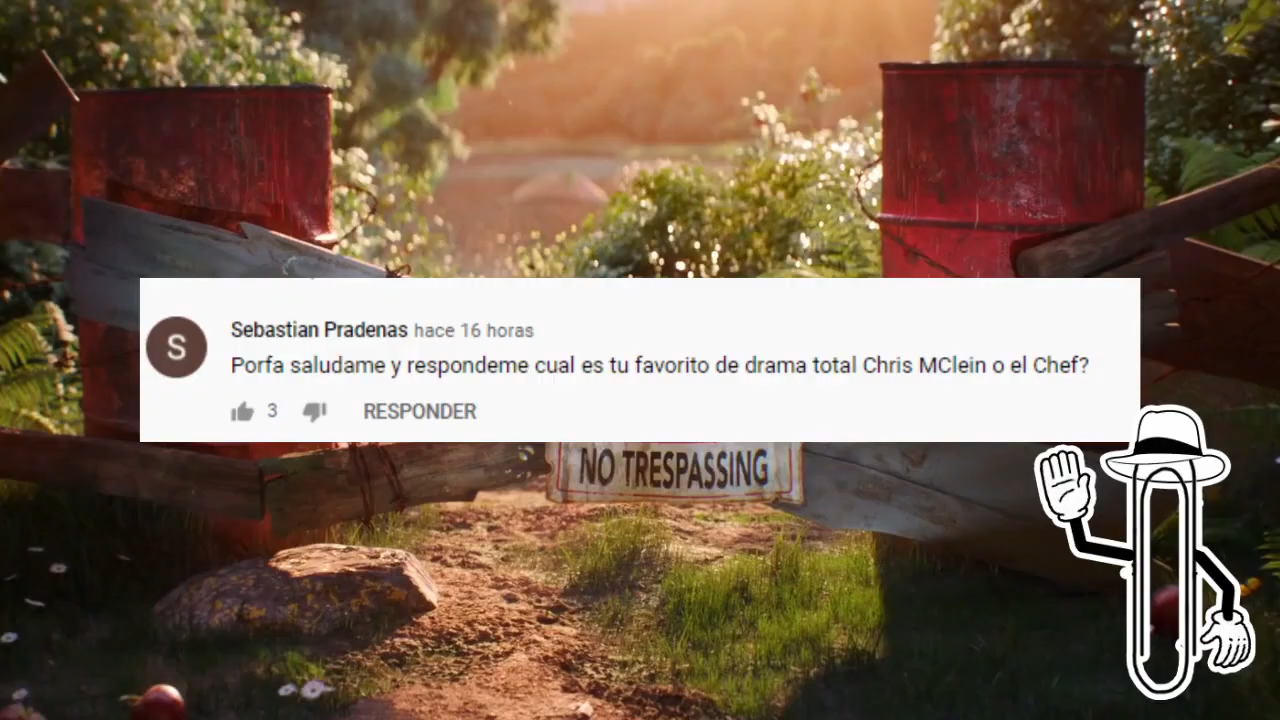 S
Sebastian Pradenas hace 16 horas
Porfa saludame y respondeme cual es tu favorito de drama total Chris MClein o el Chef?
3 RESPONDER
NO TRESPASSING